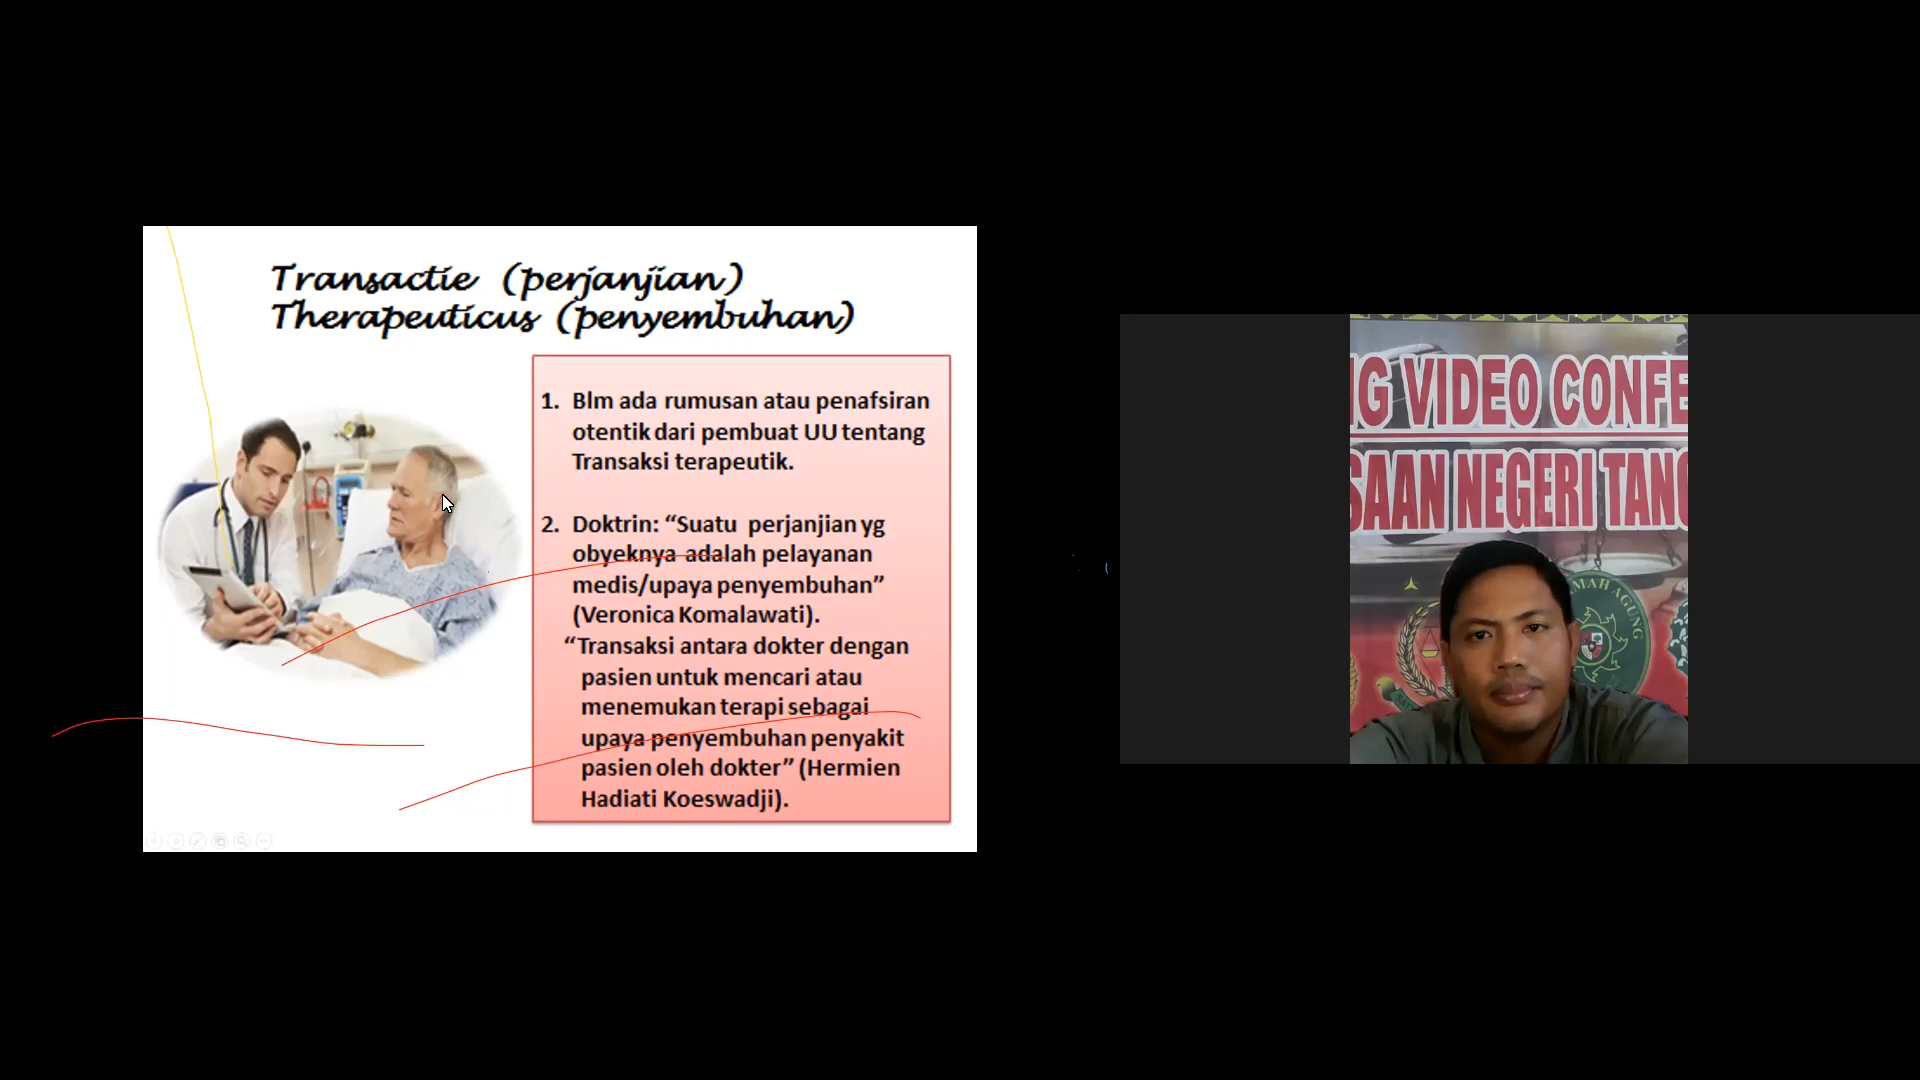 Transactie (perjanjian)
Therapeuticus (penyembuhan)
1. Blm ada rumusan atau penafsiran
otentik dari pembuat UU tentang
Transaksi terapeutik.
2. Doktrin: “Suatu perjanjian yg
obyeknya adalah pelayanan
medis/upaya penyembuhan”
(Veronica Komalawati).
“Transaksi antara dokter dengan
pasien untuk mencari atau
menemukan terapi sebagai
upaya penyembuhan penyakit
pasien oleh dokter” (Hermien
Hadiati Koeswadji).
G VIDEO CONFE
SAAN NEGERI TANG
MAH AGUNG